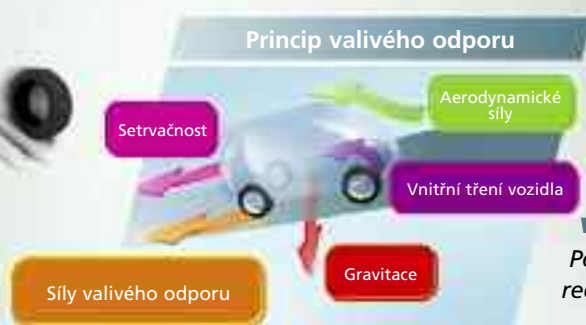 Princip valivého odporu
Aerodynamické
síly
Setrvačnost
Vnitřní tření vozidla
Gravitace
Síly valivého odporu